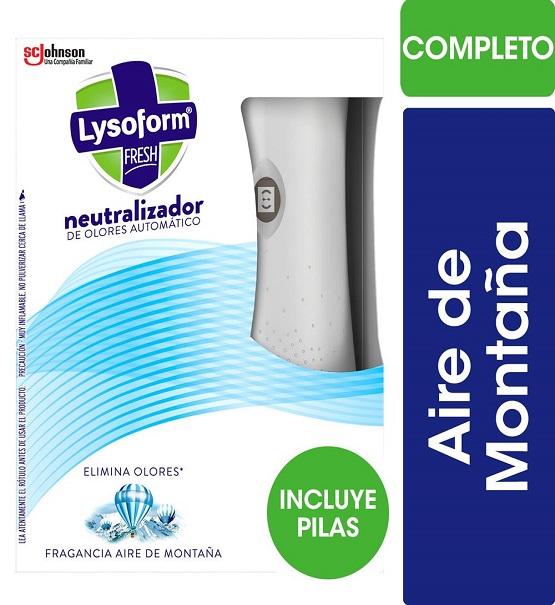 SCJohnson
Una Compañía Familiar
Lysoform®
FRESH
neutralizador
DE OLORES AUTOMÁTICO
ELIMINA OLORES*
FRAGANCIA AIRE DE MONTAÑA
LEA ATENTAMENTE EL RÓTULO ANTES DE USAR EL PRODUCTO. PRECAUCIÓN - MUY INFLAMABLE. NO PULVERIZAR CERCA DE LLAMA
INCLUYE
PILAS
COMPLETO
Aire de
Montaña